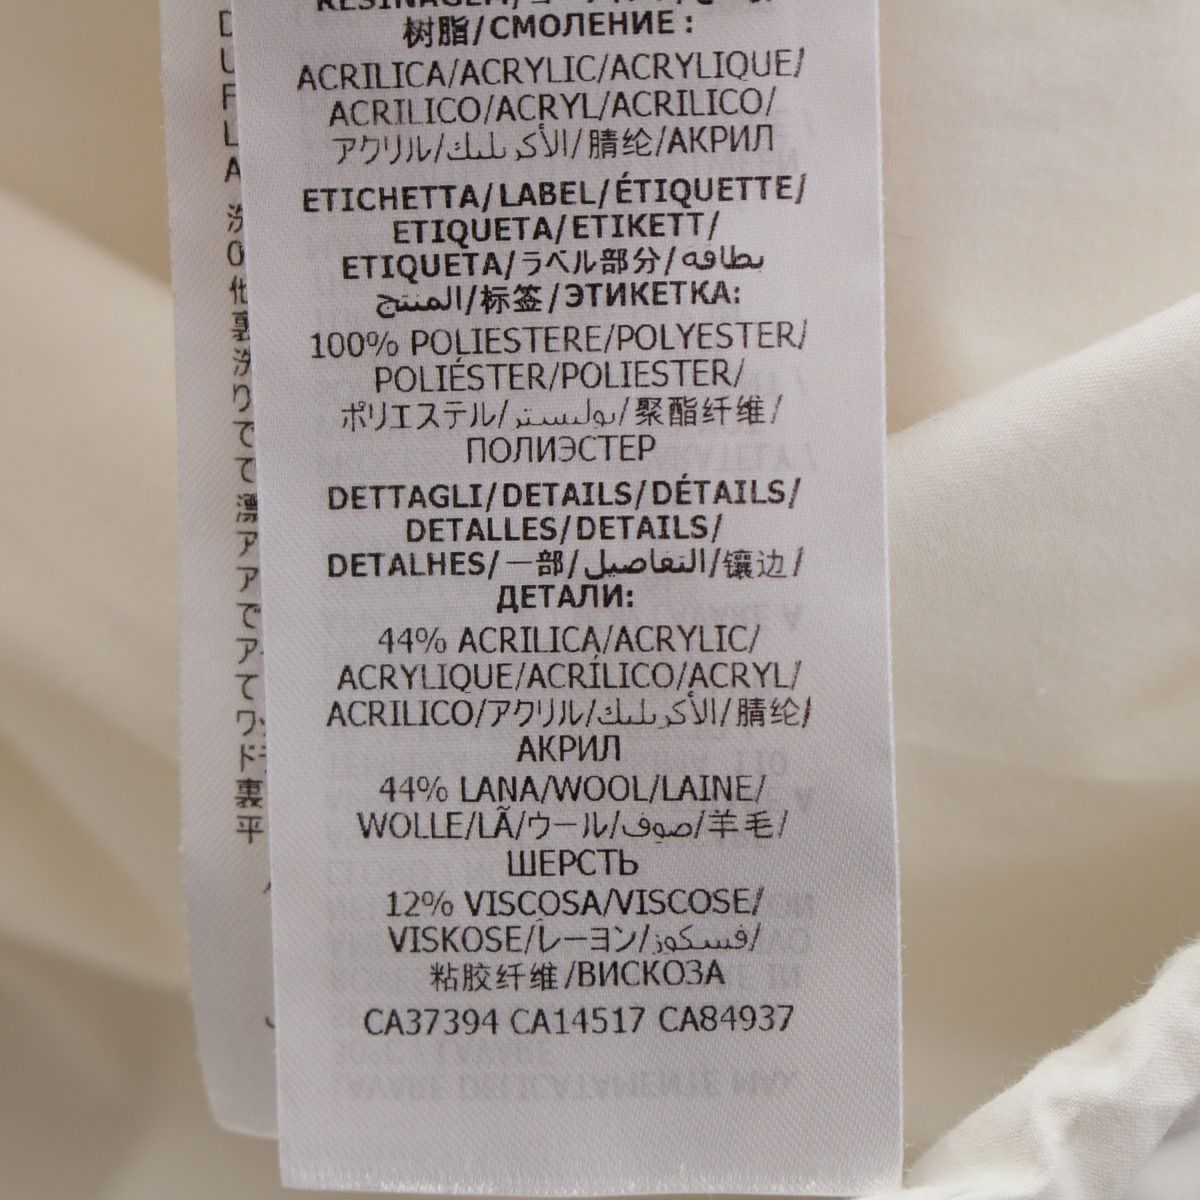 树脂/СМОЛЕНИЕ :
ACRILICA/ACRYLIC/ACRYLIQUE/
ACRILICO/ACRYL/ACRILICO/
アクリル/الأكريليك/腈纶/АКРИЛ
ETICHETTA/LABEL/ÉTIQUETTE/
ETIQUETA/ETIKETT/
ETIQUETA/ラベル部分/بطاقة
المنتج/标签/ЭТИКЕТКА:
100% POLIESTERE/POLYESTER/
POLIÉSTER/POLIESTER/
ポリエステル/بوليستر/聚酯纤维/
ПОЛИЭСТЕР
DETTAGLI/DETAILS/DÉTAILS/
DETALLES/DETAILS/
DETALHES/一部/التفاصيل/镶边/
ДЕТАЛИ:
44% ACRILICA/ACRYLIC/
ACRYLIQUE/ACRÍLICO/ACRYL/
ACRILICO/アクリル/الأكريليك/腈纶/
АКРИЛ
44% LANA/WOOL/LAINE/
WOLLE/LÃ/ウール/صوف/羊毛/
ШЕРСТЬ
12% VISCOSA/VISCOSE/
VISKOSE/レーヨン/فسكوز/
粘胶纤维/ВИСКОЗА
CA37394 CA14517 CA84937